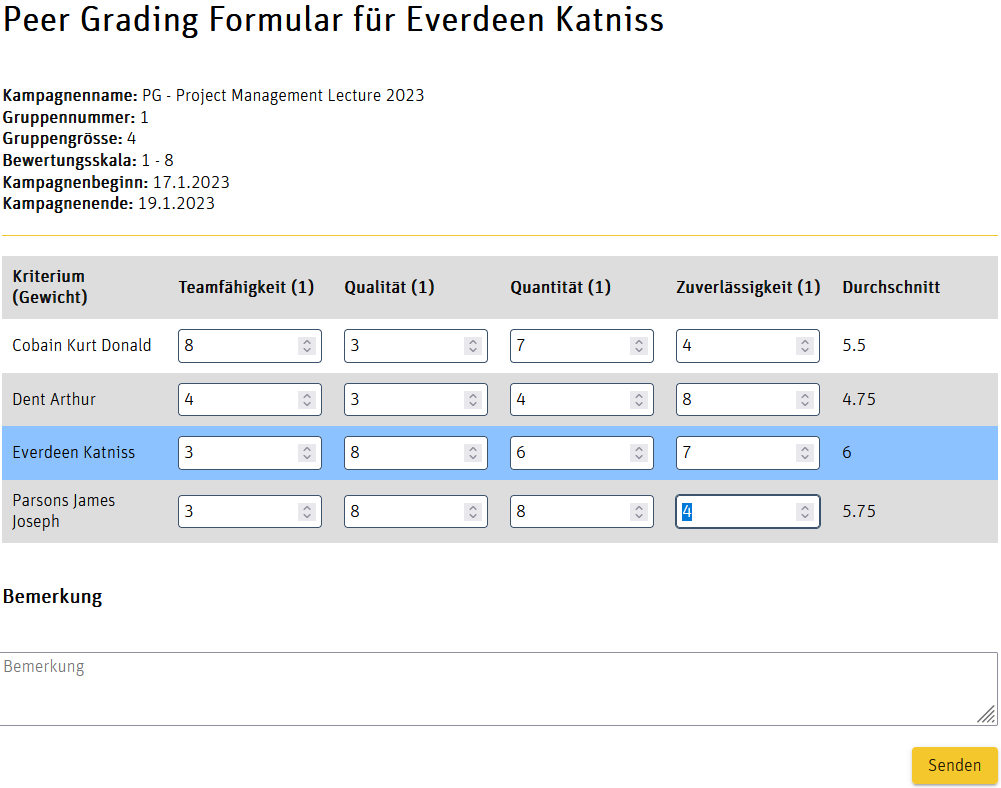 Peer Grading Formular für Everdeen Katniss
Kampagnenname: PG - Project Management Lecture 2023
Gruppennummer: 1
Gruppengrösse: 4
Bewertungsskala: 1 - 8
Kampagnenbeginn: 17.1.2023
Kampagnenende: 19.1.2023
Kriterium
(Gewicht) Teamfähigkeit (1) Qualität (1) Quantität (1) Zuverlässigkeit (1) Durchschnitt
Cobain Kurt Donald 8 3 7 4 5.5
Dent Arthur 4 3 4 8 4.75
Everdeen Katniss 3 8 6 7 6
Parsons James
Joseph 3 8 8 4 5.75
Bemerkung
Bemerkung
Senden